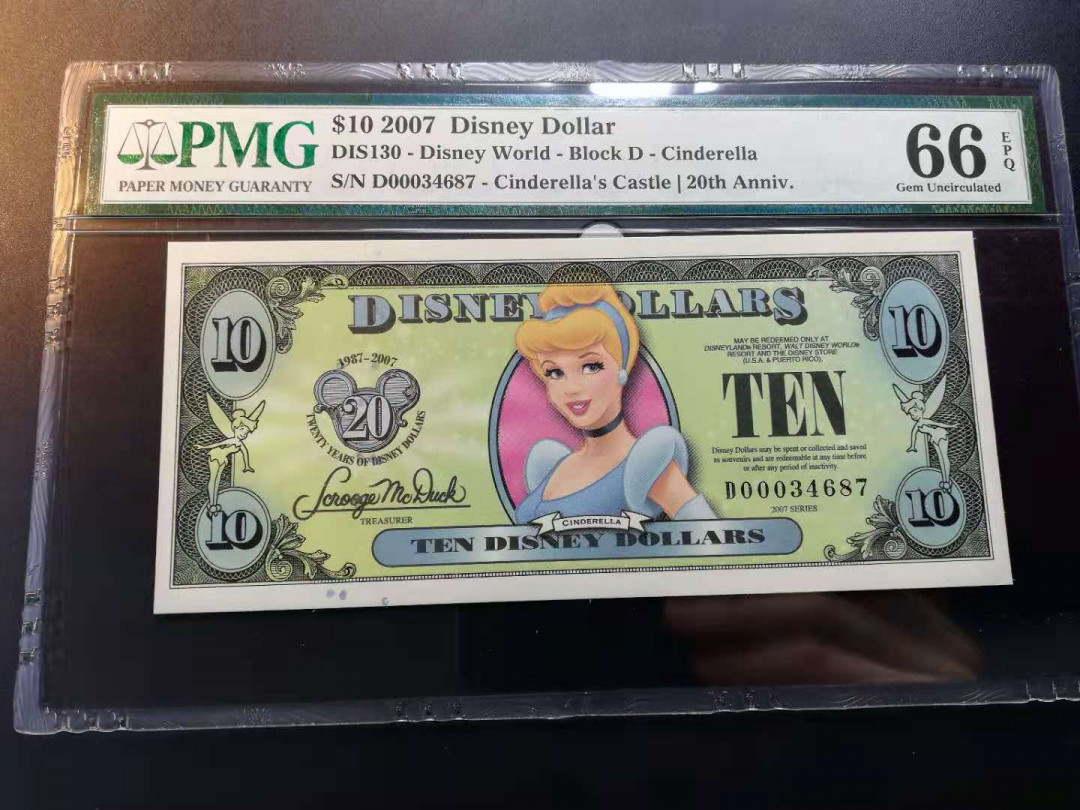 PMG
PAPER MONEY GUARANTY
$10 2007 Disney Dollar
DIS130 - Disney World - Block D - Cinderella
S/N D00034687 - Cinderella's Castle | 20th Anniv.
66
EPQ
Gem Uncirculated
DISNEY DOLLARS
10
10
1987-2007
20
TWENTY YEARS OF DISNEY DOLLARS
MAY BE REDEEMED ONLY AT
DISNEYLAND® RESORT, WALT DISNEY WORLD®
RESORT AND THE DISNEY STORE
(U.S.A. & PUERTO RICO).
TEN
Disney Dollars may be spent or collected and saved
as souvenirs and are redeemable at any time before
or after any period of inactivity.
Scrooge McDuck
TREASURER
D00034687
2007 SERIES
10
10
CINDERELLA
TEN DISNEY DOLLARS